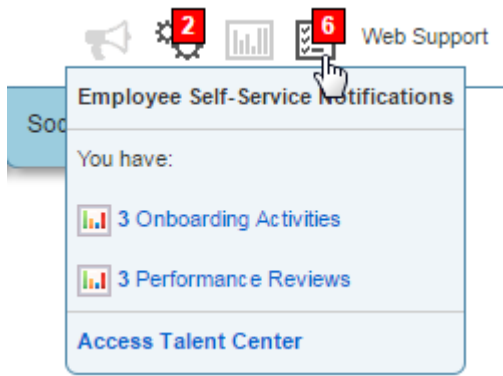 2
6
Web Support
Employee Self-Service Notifications
Soc
You have:
3 Onboarding Activities
3 Performance Reviews
Access Talent Center